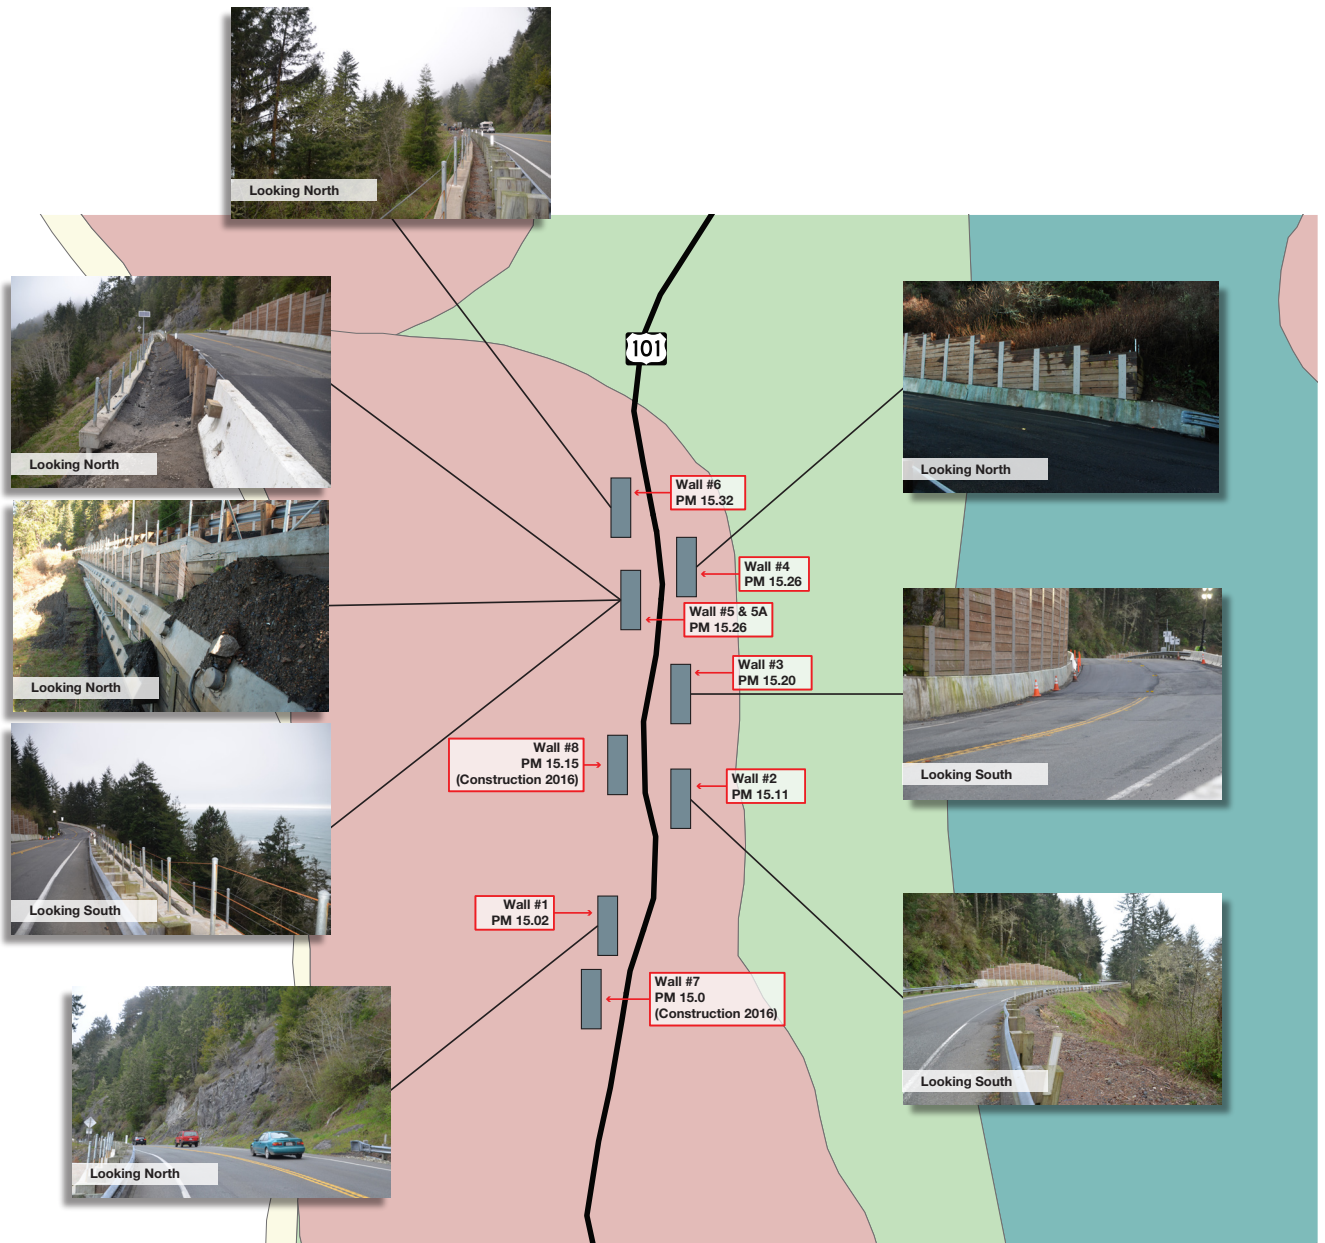 Looking North
101
Looking North
Looking North
Wall #6
PM 15.32
Wall #4
PM 15.26
Wall #5 & 5A
PM 15.26
Looking North
Wall #3
PM 15.20
Wall #8
PM 15.15
(Construction 2016)
Looking South
Wall #2
PM 15.11
Looking South
Wall #1
PM 15.02
Wall #7
PM 15.0
(Construction 2016)
Looking South
Looking North